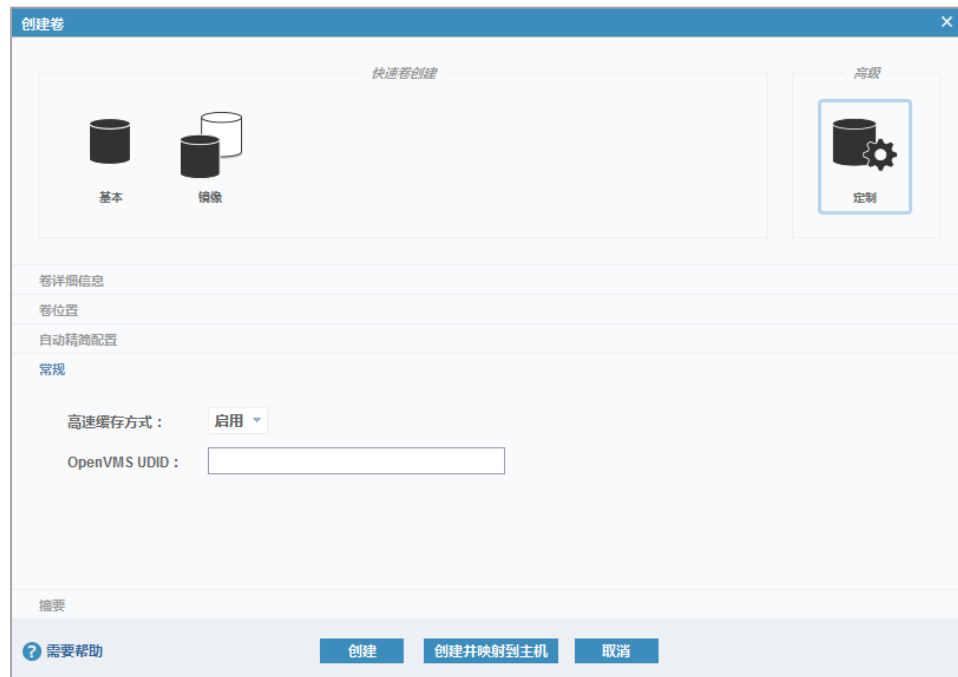 创建卷
快速卷创建
高级
基本
镜像
定制
卷详细信息
卷位置
自动精简配置
常规
高速缓存方式：
启用
OpenVMS UDID：
摘要
需要帮助
创建
创建并映射到主机
取消